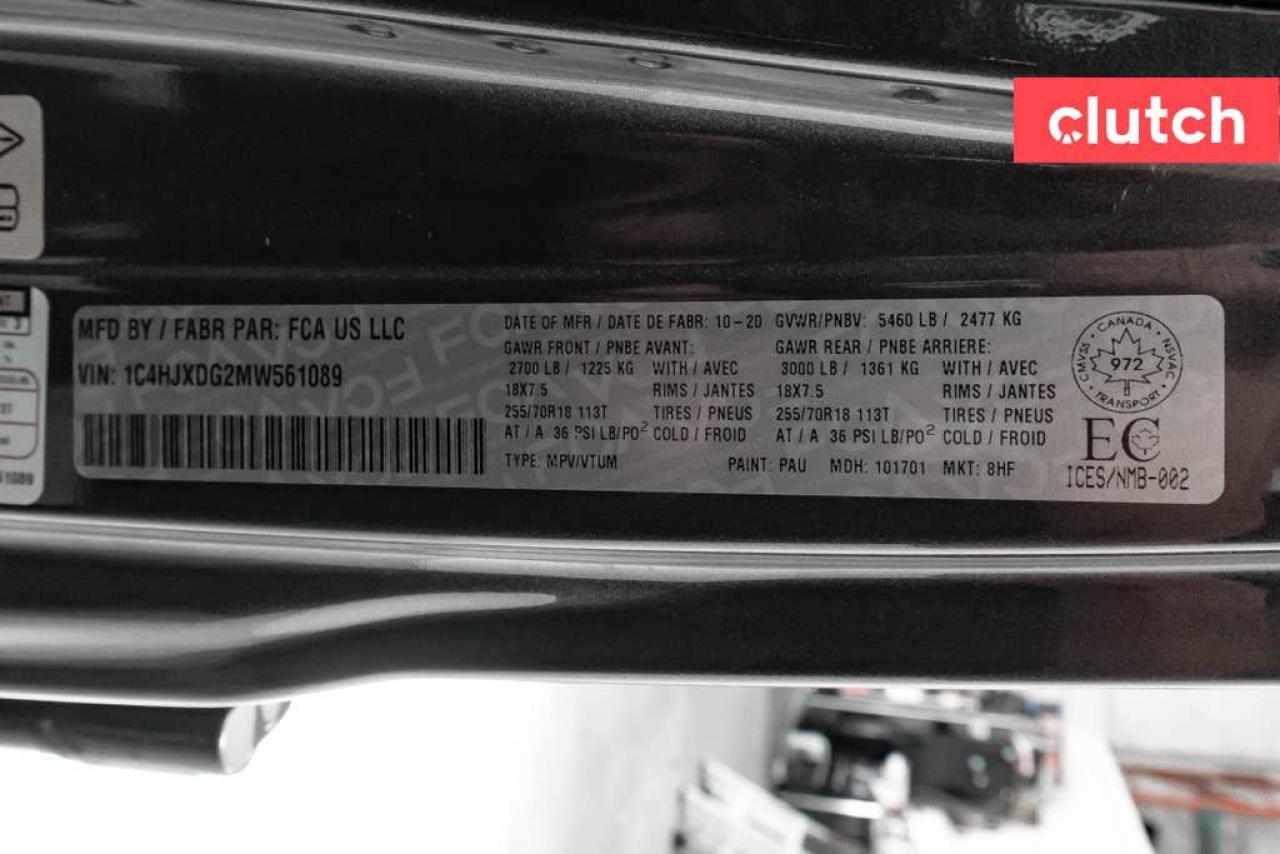 clutch
MFD BY / FABR PAR: FCA US LLC
VIN: 1C4HJXDG2MW561089
DATE OF MFR / DATE DE FABR: 10-20 GVWR/PNBV: 5460 LB / 2477 KG
GAWR FRONT / PNBE AVANT: GAWR REAR / PNBE ARRIERE:
2700 LB / 1225 KG WITH / AVEC 3000 LB / 1361 KG WITH / AVEC
18X7.5 RIMS / JANTES 18X7.5 RIMS / JANTES
255/70R18 113T TIRES / PNEUS 255/70R18 113T TIRES / PNEUS
AT / A 36 PSI LB/PO² COLD / FROID AT / A 36 PSI LB/PO² COLD / FROID
TYPE: MPV/VTUM PAINT: PAU MDH: 101701 MKT: 8HF
CANADA
CMVSS 972 NSVAC
TRANSPORT
EC
ICES/NMB-002